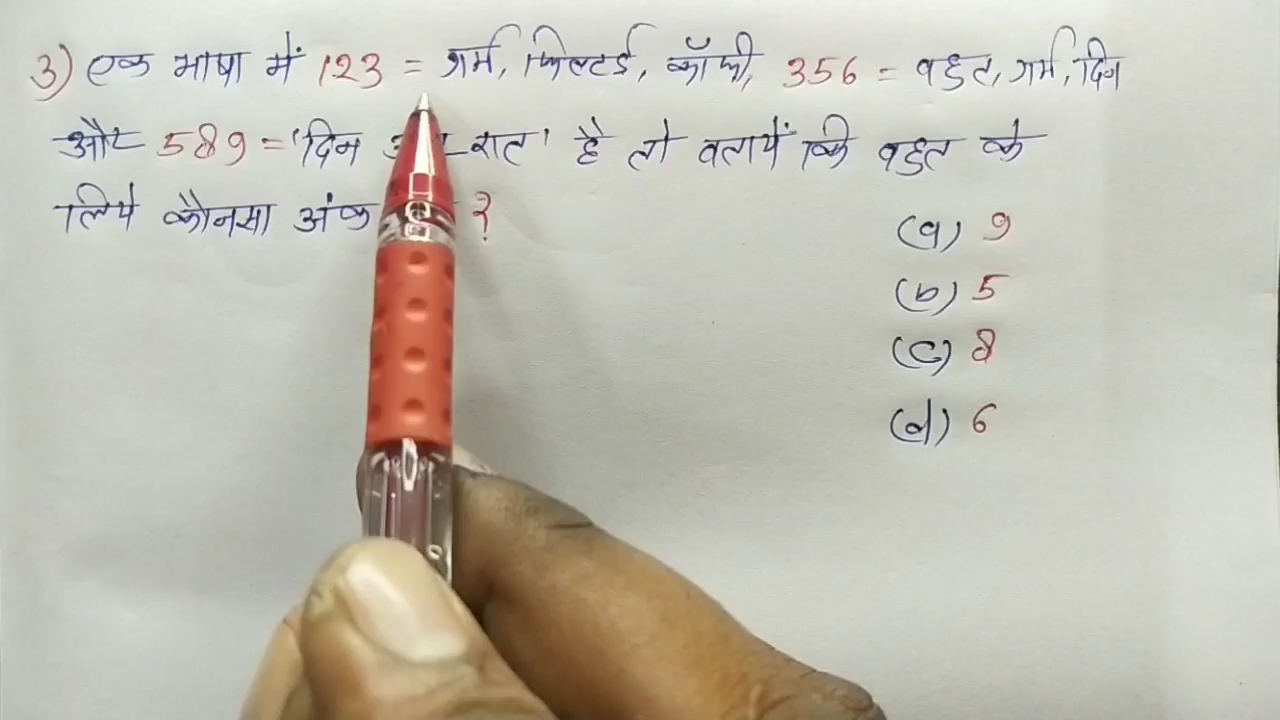 3) एक भाषा में 123 = गर्म, फिल्टर्ड, कॉफी, 356 = बहुत, गर्म, दिन
और 589 = 'दिन रात' है तो बतायें कि बहुत के
लिये कौनसा अंक ?
(a) 9
(b) 5
(c) 8
(d) 6